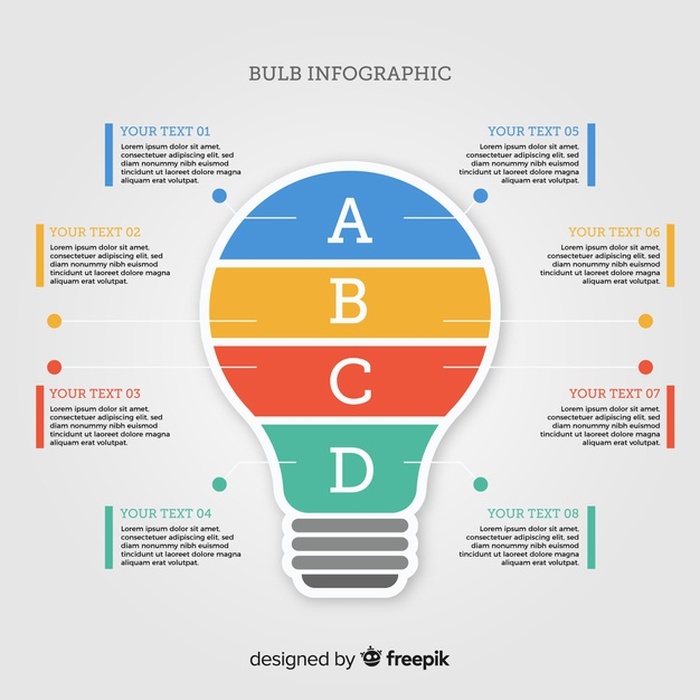 BULB INFOGRAPHIC
YOUR TEXT 01
Lorem ipsum dolor sit amet,
consectetuer adipiscing elit, sed
diam nonummy nibh euismod
tincidunt ut laoreet dolore magna
aliquam erat volutpat.
YOUR TEXT 02
Lorem ipsum dolor sit amet,
consectetuer adipiscing elit, sed
diam nonummy nibh euismod
tincidunt ut laoreet dolore magna
aliquam erat volutpat.
YOUR TEXT 03
Lorem ipsum dolor sit amet,
consectetuer adipiscing elit, sed
diam nonummy nibh euismod
tincidunt ut laoreet dolore magna
aliquam erat volutpat.
YOUR TEXT 04
Lorem ipsum dolor sit amet,
consectetuer adipiscing elit, sed
diam nonummy nibh euismod
tincidunt ut laoreet dolore magna
aliquam erat volutpat.
A
B
C
D
YOUR TEXT 05
Lorem ipsum dolor sit amet,
consectetuer adipiscing elit, sed
diam nonummy nibh euismod
tincidunt ut laoreet dolore magna
aliquam erat volutpat.
YOUR TEXT 06
Lorem ipsum dolor sit amet,
consectetuer adipiscing elit, sed
diam nonummy nibh euismod
tincidunt ut laoreet dolore magna
aliquam erat volutpat.
YOUR TEXT 07
Lorem ipsum dolor sit amet,
consectetuer adipiscing elit, sed
diam nonummy nibh euismod
tincidunt ut laoreet dolore magna
aliquam erat volutpat.
YOUR TEXT 08
Lorem ipsum dolor sit amet,
consectetuer adipiscing elit, sed
diam nonummy nibh euismod
tincidunt ut laoreet dolore magna
aliquam erat volutpat.
designed by freepik